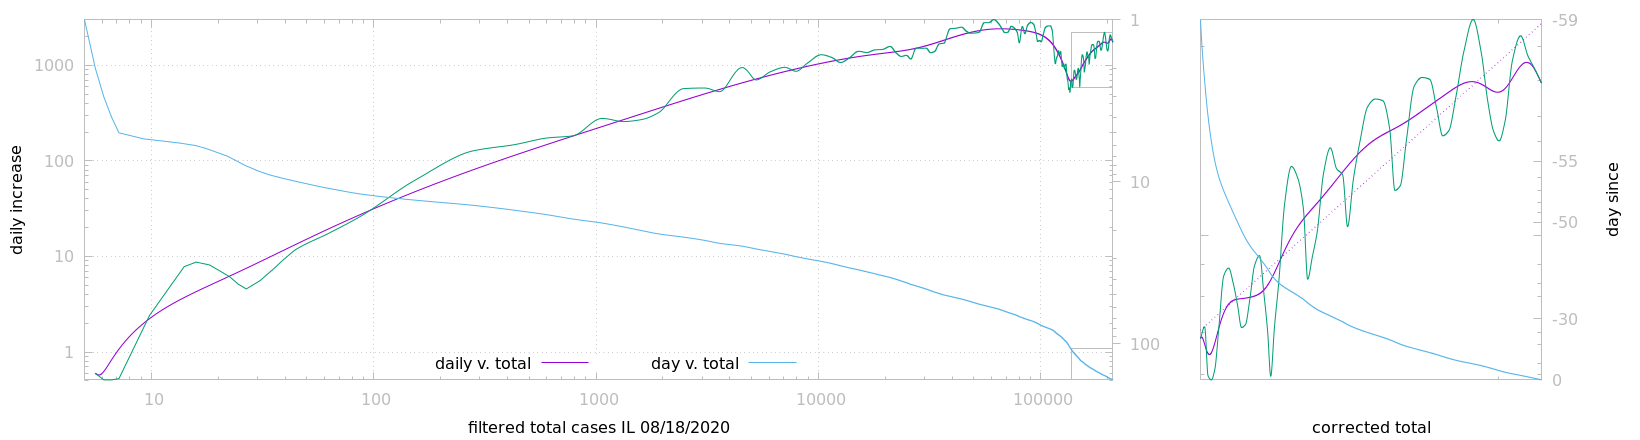 1000
100
10
1
daily increase
10
100
1000
10000
100000
filtered total cases IL 08/18/2020
daily v. total
day v. total
1
10
100
corrected total
-59
-55
-50
-30
0
day since